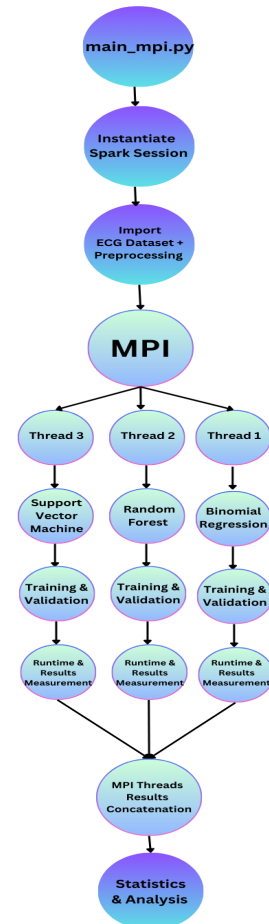 main_mpi.py
Instantiate
Spark Session
Import
ECG Dataset +
Preprocessing
MPI
Thread 3
Thread 2
Thread 1
Support
Vector
Machine
Random
Forest
Binomial
Regression
Training &
Validation
Training &
Validation
Training &
Validation
Runtime &
Results
Measurement
Runtime &
Results
Measurement
Runtime &
Results
Measurement
MPI Threads
Results
Concatenation
Statistics
& Analysis